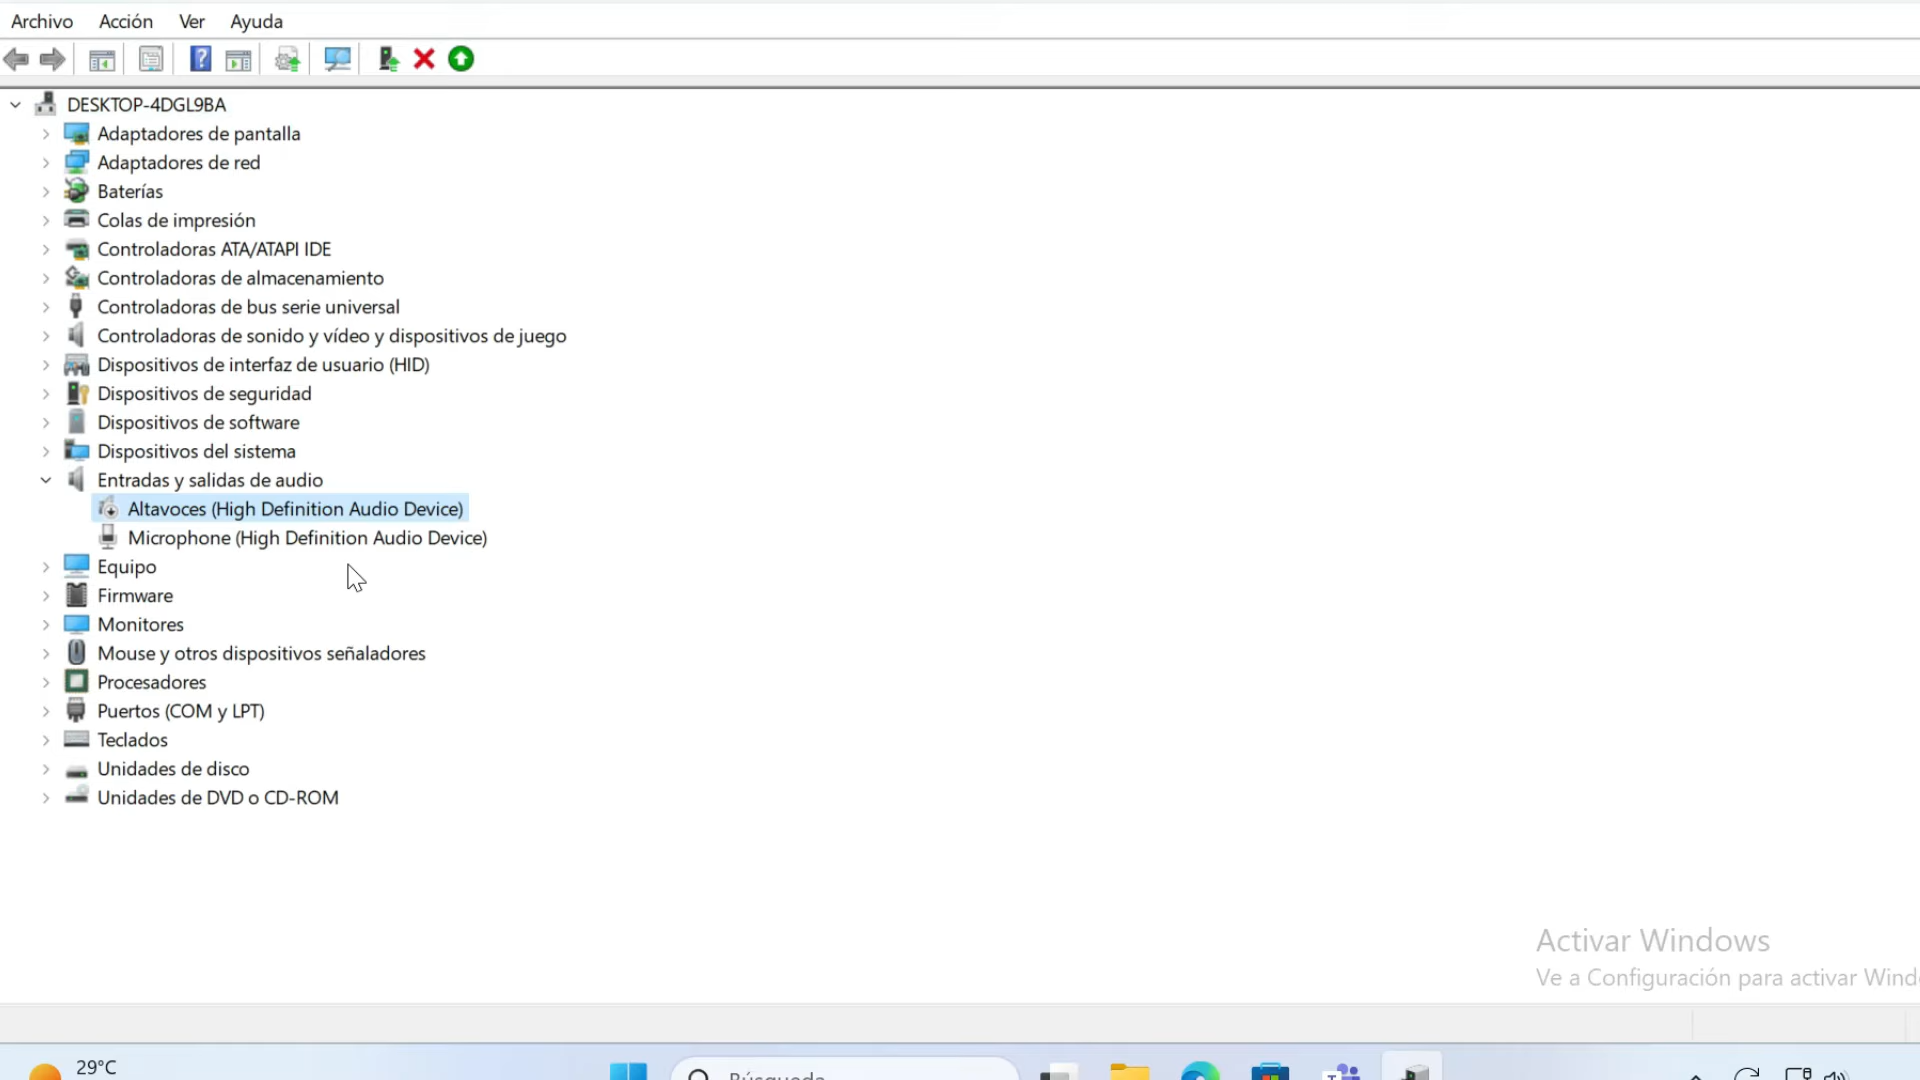 Archivo Acción Ver Ayuda
DESKTOP-4DGL9BA
Adaptadores de pantalla
Adaptadores de red
Baterías
Colas de impresión
Controladoras ATA/ATAPI IDE
Controladoras de almacenamiento
Controladoras de bus serie universal
Controladoras de sonido y vídeo y dispositivos de juego
Dispositivos de interfaz de usuario (HID)
Dispositivos de seguridad
Dispositivos de software
Dispositivos del sistema
Entradas y salidas de audio
Altavoces (High Definition Audio Device)
Microphone (High Definition Audio Device)
Equipo
Firmware
Monitores
Mouse y otros dispositivos señaladores
Procesadores
Puertos (COM y LPT)
Teclados
Unidades de disco
Unidades de DVD o CD-ROM
Activar Windows
Ve a Configuración para activar Wind
29°C
Búsqueda